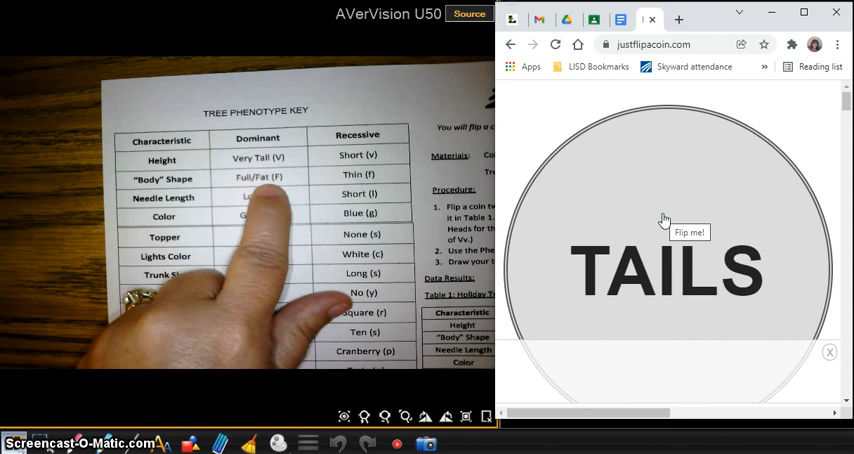 AVerVision U50
Source
TREE PHENOTYPE KEY
Characteristic Dominant Recessive
Height Very Tall (V) Short (v)
"Body" Shape Full/Fat (F) Thin (f)
Needle Length Short (l)
Color Blue (g)
Topper None (s)
Lights Color White (c)
Trunk Long (s)
No (y)
Square (r)
Ten (s)
Cranberry (p)
You will flip a c
Materials:
Procedure:
1. Flip a coin
it in Table 1.
Heads for
of Vv.)
2. Use the Phe
3. Draw your t
Data Results:
Table 1: Holiday
Characteristic
Height
"Body" Shape
Needle Length
Color
justflipacoin.com
Apps
LISD Bookmarks
Skyward attendance
»
Reading list
Flip me!
TAILS
X
Screencast-O-Matic.com